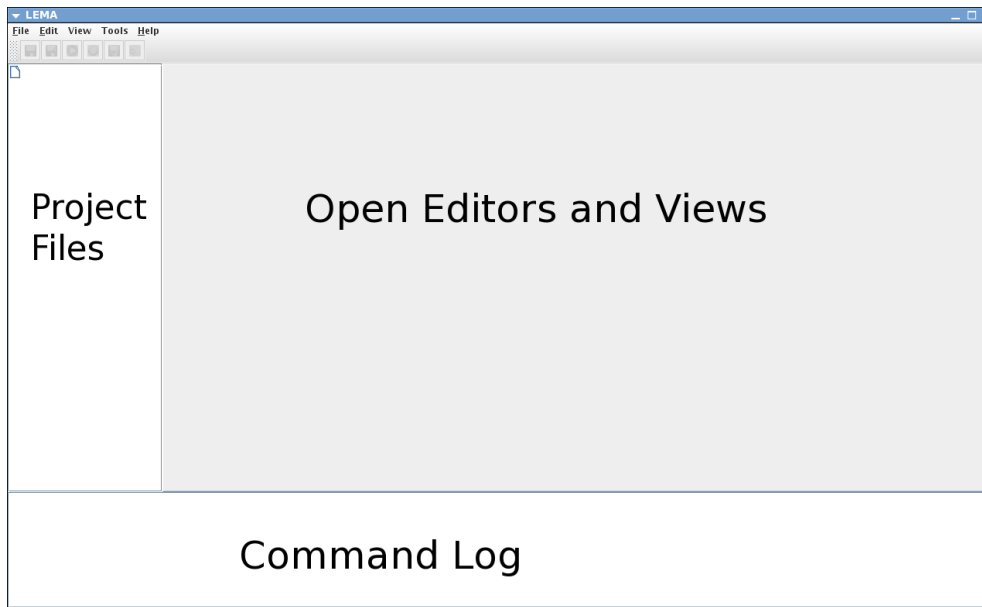 LEMA
File Edit View Tools Help
Project
Files
Open Editors and Views
Command Log